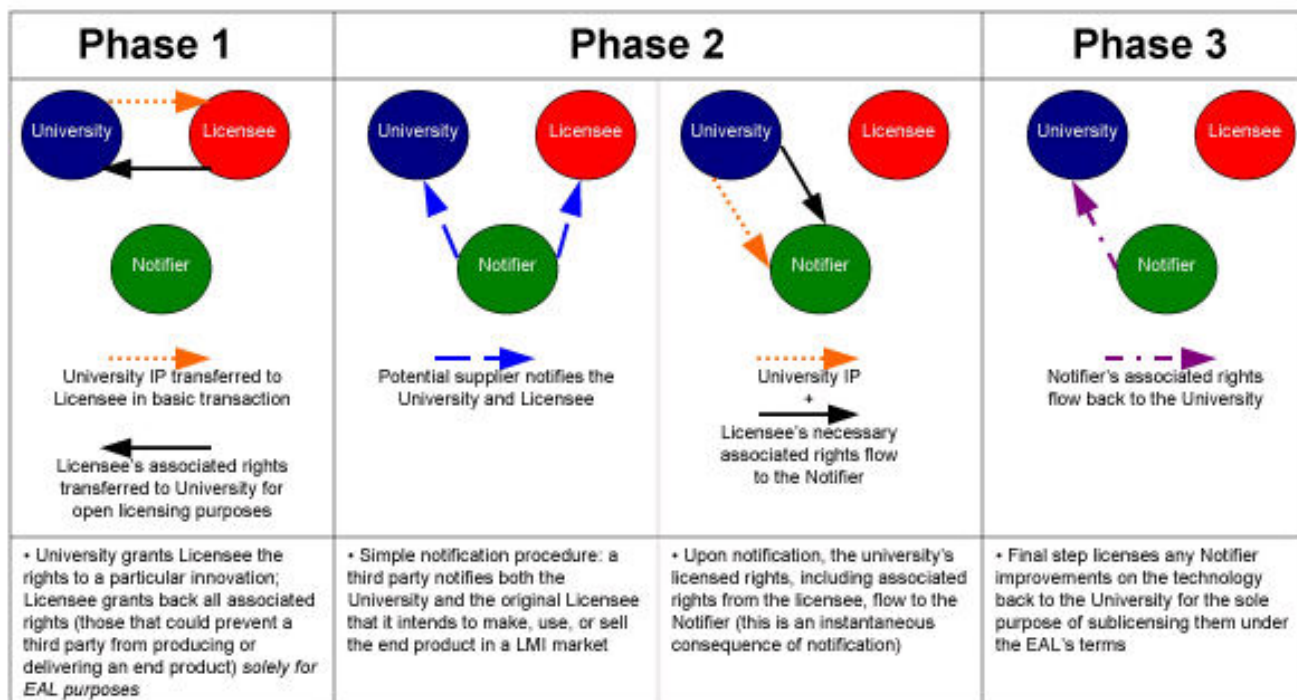 Phase 1
Phase 2
Phase 3
University
Licensee
Notifier
University IP transferred to
Licensee in basic transaction
Licensee's associated rights
transferred to University for
open licensing purposes
University
Licensee
Notifier
Potential supplier notifies the
University and Licensee
University
Licensee
Notifier
University IP
+
Licensee's necessary
associated rights flow
to the Notifier
University
Licensee
Notifier
Notifier's associated rights
flow back to the University
• University grants Licensee the
rights to a particular innovation;
Licensee grants back all associated
rights (those that could prevent a
third party from producing or
delivering an end product) solely for
EAL purposes
• Simple notification procedure: a
third party notifies both the
University and the original Licensee
that it intends to make, use, or sell
the end product in a LMI market
• Upon notification, the university's
licensed rights, including associated
rights from the licensee, flow to the
Notifier (this is an instantaneous
consequence of notification)
• Final step licenses any Notifier
improvements on the technology
back to the University for the sole
purpose of sublicensing them under
the EAL's terms